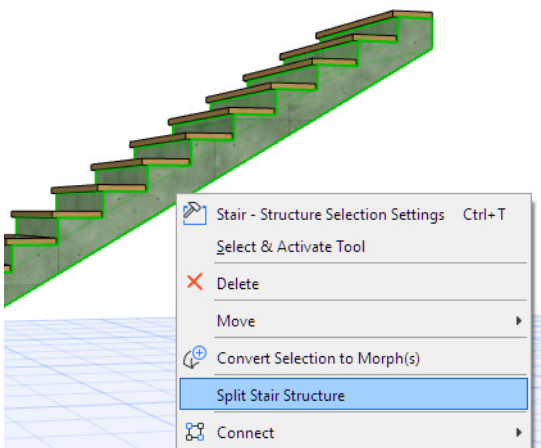 Stair - Structure Selection Settings Ctrl+T
Select & Activate Tool
Delete
Move
Convert Selection to Morph(s)
Split Stair Structure
Connect